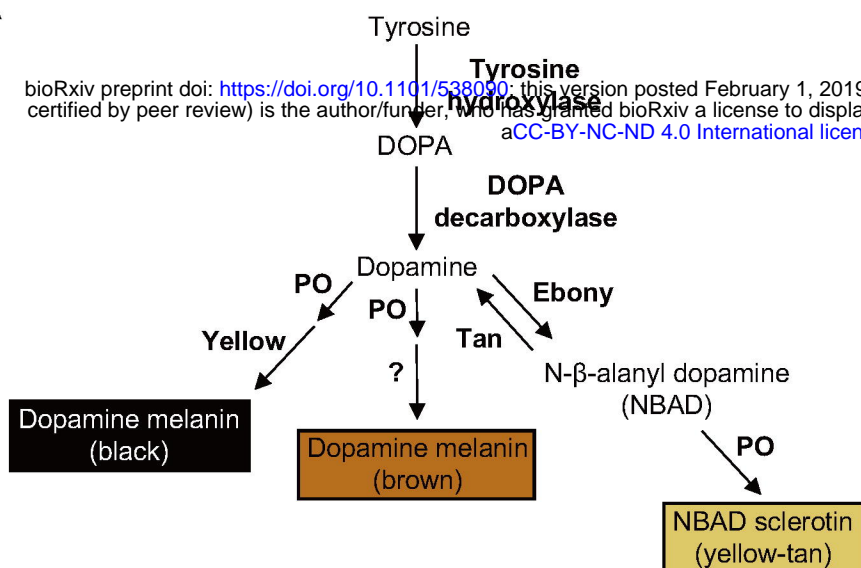 Tyrosine
Tyrosine
hydroxylase
bioRxiv preprint doi: https://doi.org/10.1101/538090; this version posted February 1, 2019
certified by peer review) is the author/funder, who has granted bioRxiv a license to displa
aCC-BY-NC-ND 4.0 International licen
DOPA
DOPA
decarboxylase
Dopamine
PO
PO
Ebony
Yellow
Tan
?
N-β-alanyl dopamine
(NBAD)
Dopamine melanin
(black)
Dopamine melanin
(brown)
PO
NBAD sclerotin
(yellow-tan)